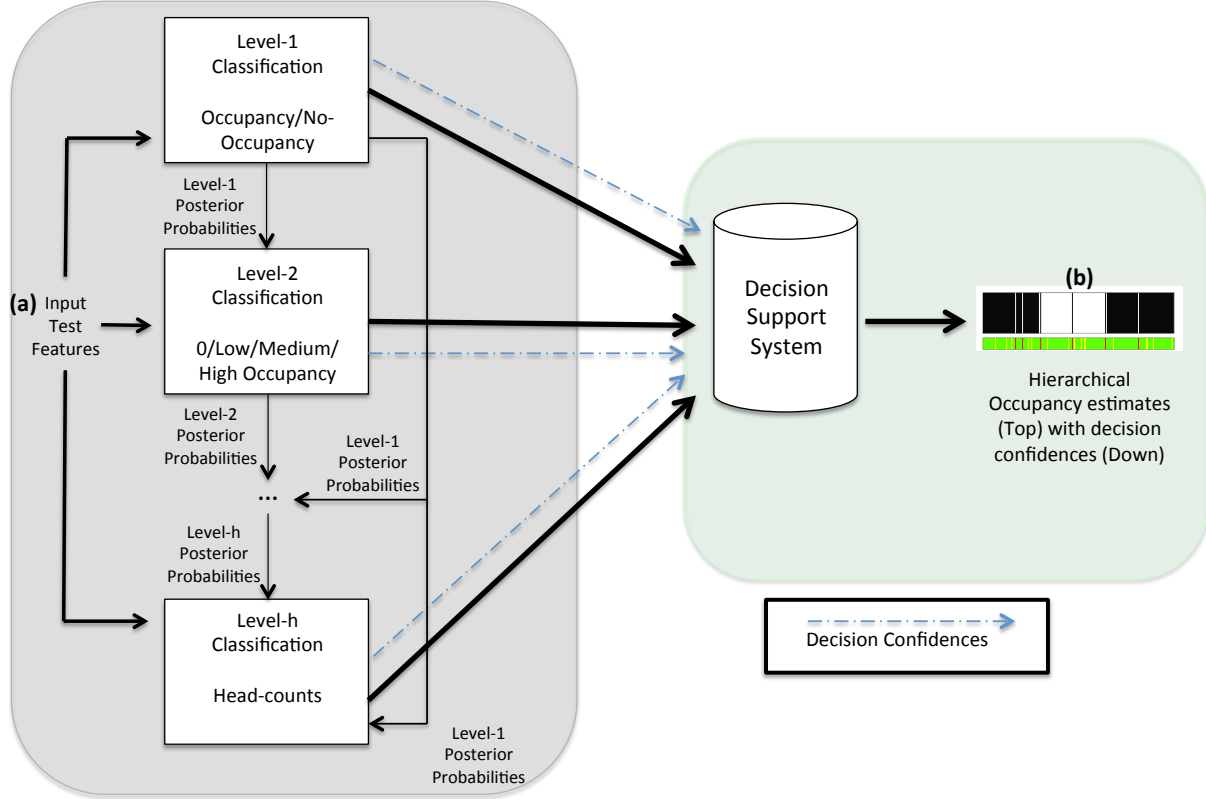 Level-1
Classification
Occupancy/No-
Occupancy
Level-1
Posterior
Probabilities
(a) Input
Test
Features
Level-2
Classification
0/Low/Medium/
High Occupancy
Level-2
Posterior
Probabilities
Level-1
Posterior
Probabilities
...
Level-h
Posterior
Probabilities
Level-h
Classification
Head-counts
Level-1
Posterior
Probabilities
Decision
Support
System
(b)
Hierarchical
Occupancy estimates
(Top) with decision
confidences (Down)
Decision Confidences